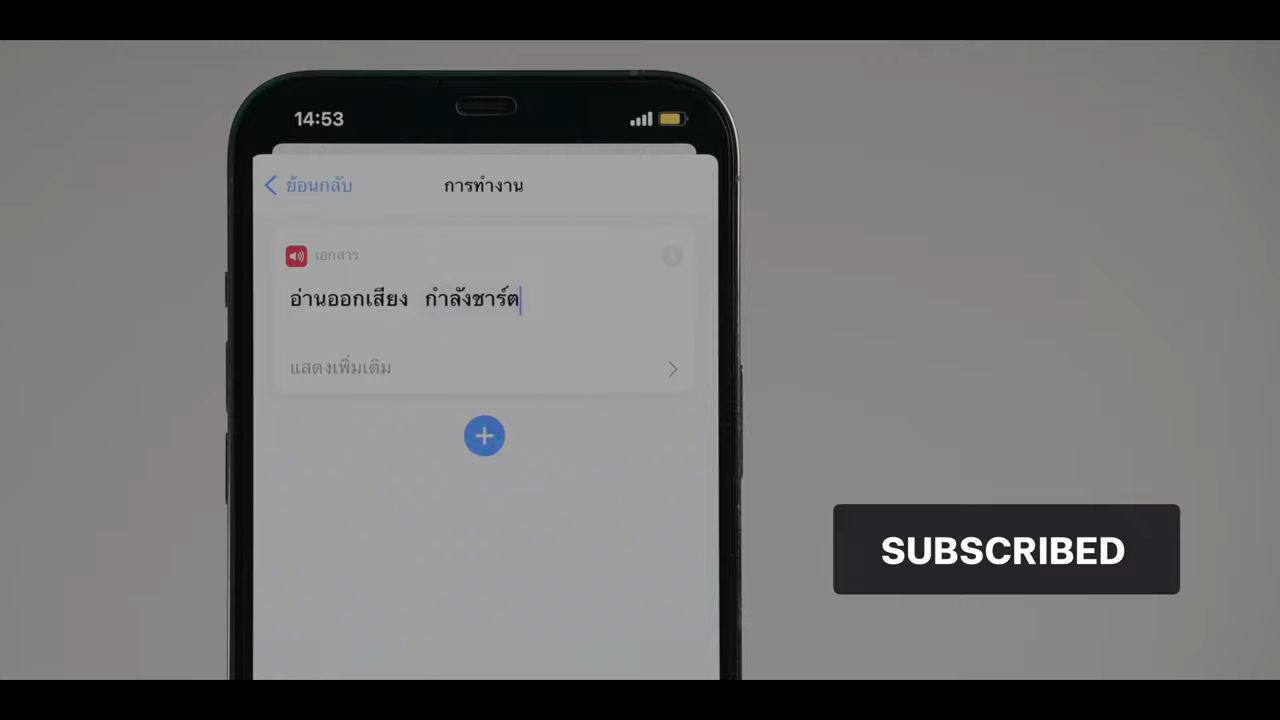 14:53
ย้อนกลับ
การทำงาน
เอกสาร
อ่านออกเสียง กำลังชาร์ต
แสดงเพิ่มเติม
SUBSCRIBED